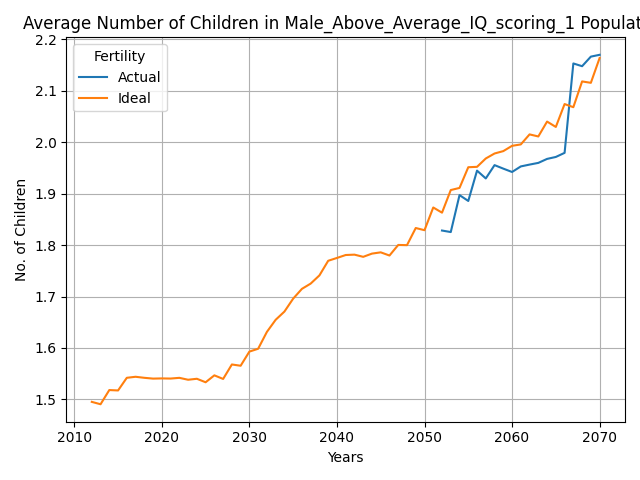 Average Number of Children in Male_Above_Average_IQ_scoring_1 Populat
Fertility
Actual
Ideal
No. of Children
2.2
2.1
2.0
1.9
1.8
1.7
1.6
1.5
2010 2020 2030 2040 2050 2060 2070
Years